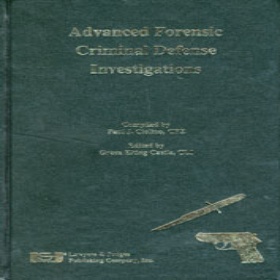 Advanced Forensic
Criminal Defense
Investigations
Compiled by
Paul J. Ciolino, CFE
Edited by
Grace Elting Castle, CLI
Lawyers & Judges
Publishing Company, Inc.